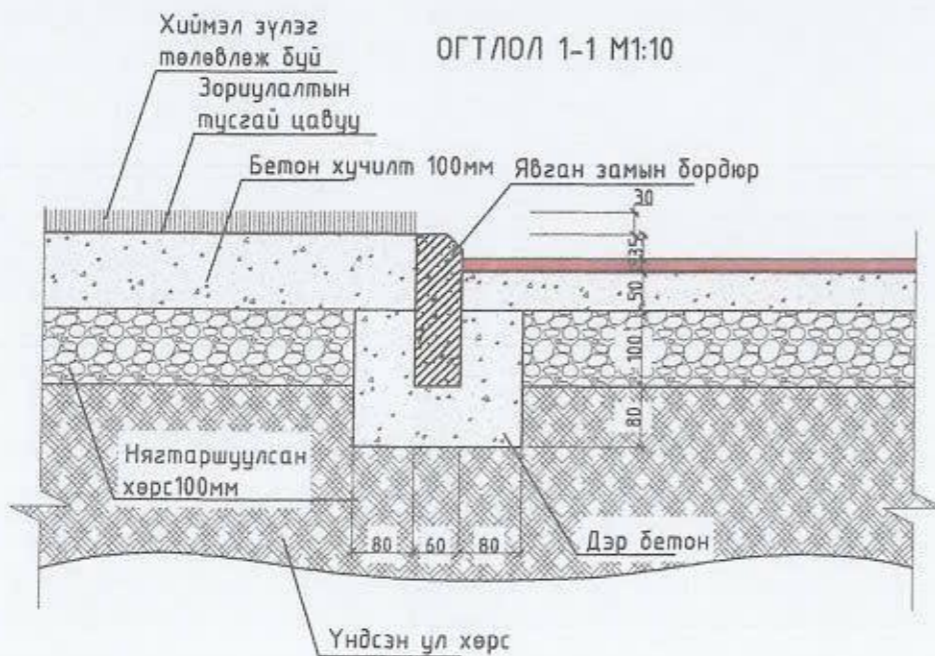 Хиймэл зүлэг
төлөвлөж буй
ОГТЛОЛ 1-1 М1:10
Зориулалтын
тусгай цавуу
Бетон хучилт 100мм
Явган замын бордюр
30
35
50
100
80
Нягтаршуулсан
хөрс100мм
80 60 80
Дэр бетон
Үндсэн ул хөрс